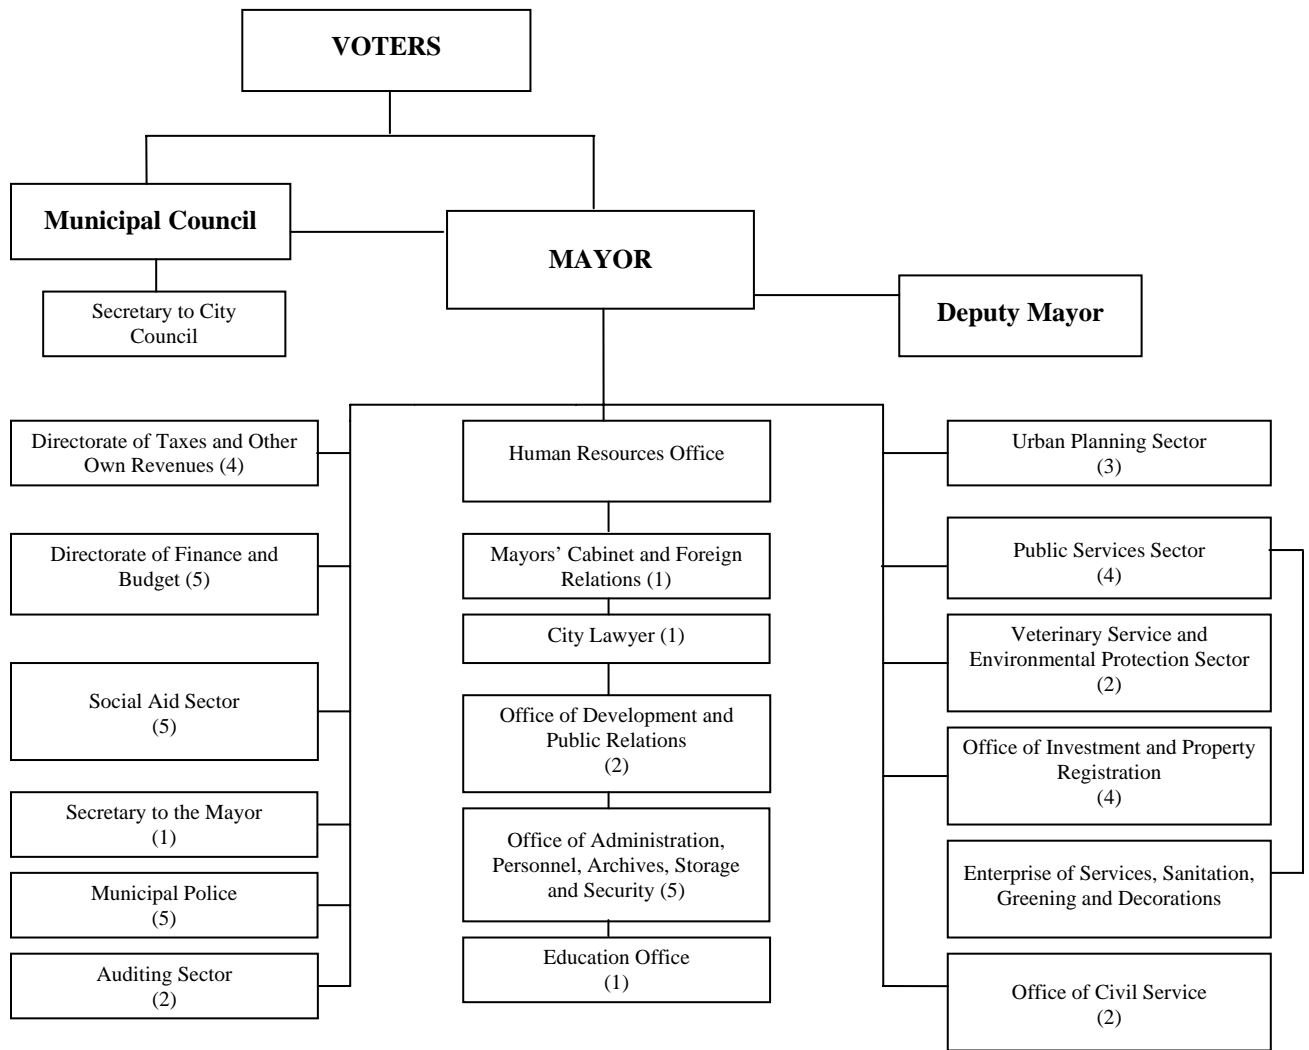 VOTERS
Municipal Council
MAYOR
Secretary to City
Council
Deputy Mayor
Directorate of Taxes and Other
Own Revenues (4)
Directorate of Finance and
Budget (5)
Social Aid Sector
(5)
Secretary to the Mayor
(1)
Municipal Police
(5)
Auditing Sector
(2)
Human Resources Office
Mayors’ Cabinet and Foreign
Relations (1)
City Lawyer (1)
Office of Development and
Public Relations
(2)
Office of Administration,
Personnel, Archives, Storage
and Security (5)
Education Office
(1)
Urban Planning Sector
(3)
Public Services Sector
(4)
Veterinary Service and
Environmental Protection Sector
(2)
Office of Investment and Property
Registration
(4)
Enterprise of Services, Sanitation,
Greening and Decorations
Office of Civil Service
(2)